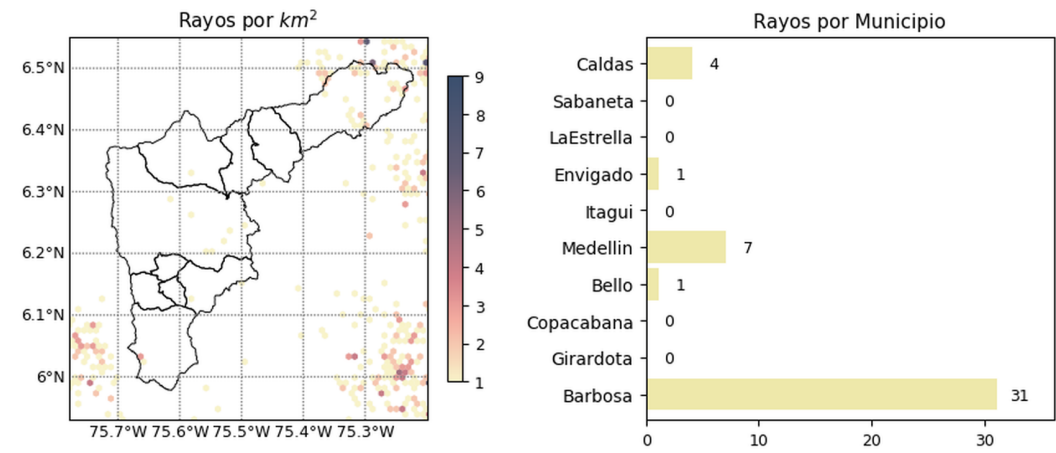 Rayos por km²
6.5°N
6.4°N
6.3°N
6.2°N
6.1°N
6°N
75.7°W 75.6°W 75.5°W 75.4°W 75.3°W
9
8
7
6
5
4
3
2
1
Rayos por Municipio
Caldas 4
Sabaneta 0
LaEstrella 0
Envigado 1
Itagui 0
Medellin 7
Bello 1
Copacabana 0
Girardota 0
Barbosa 31
0 10 20 30